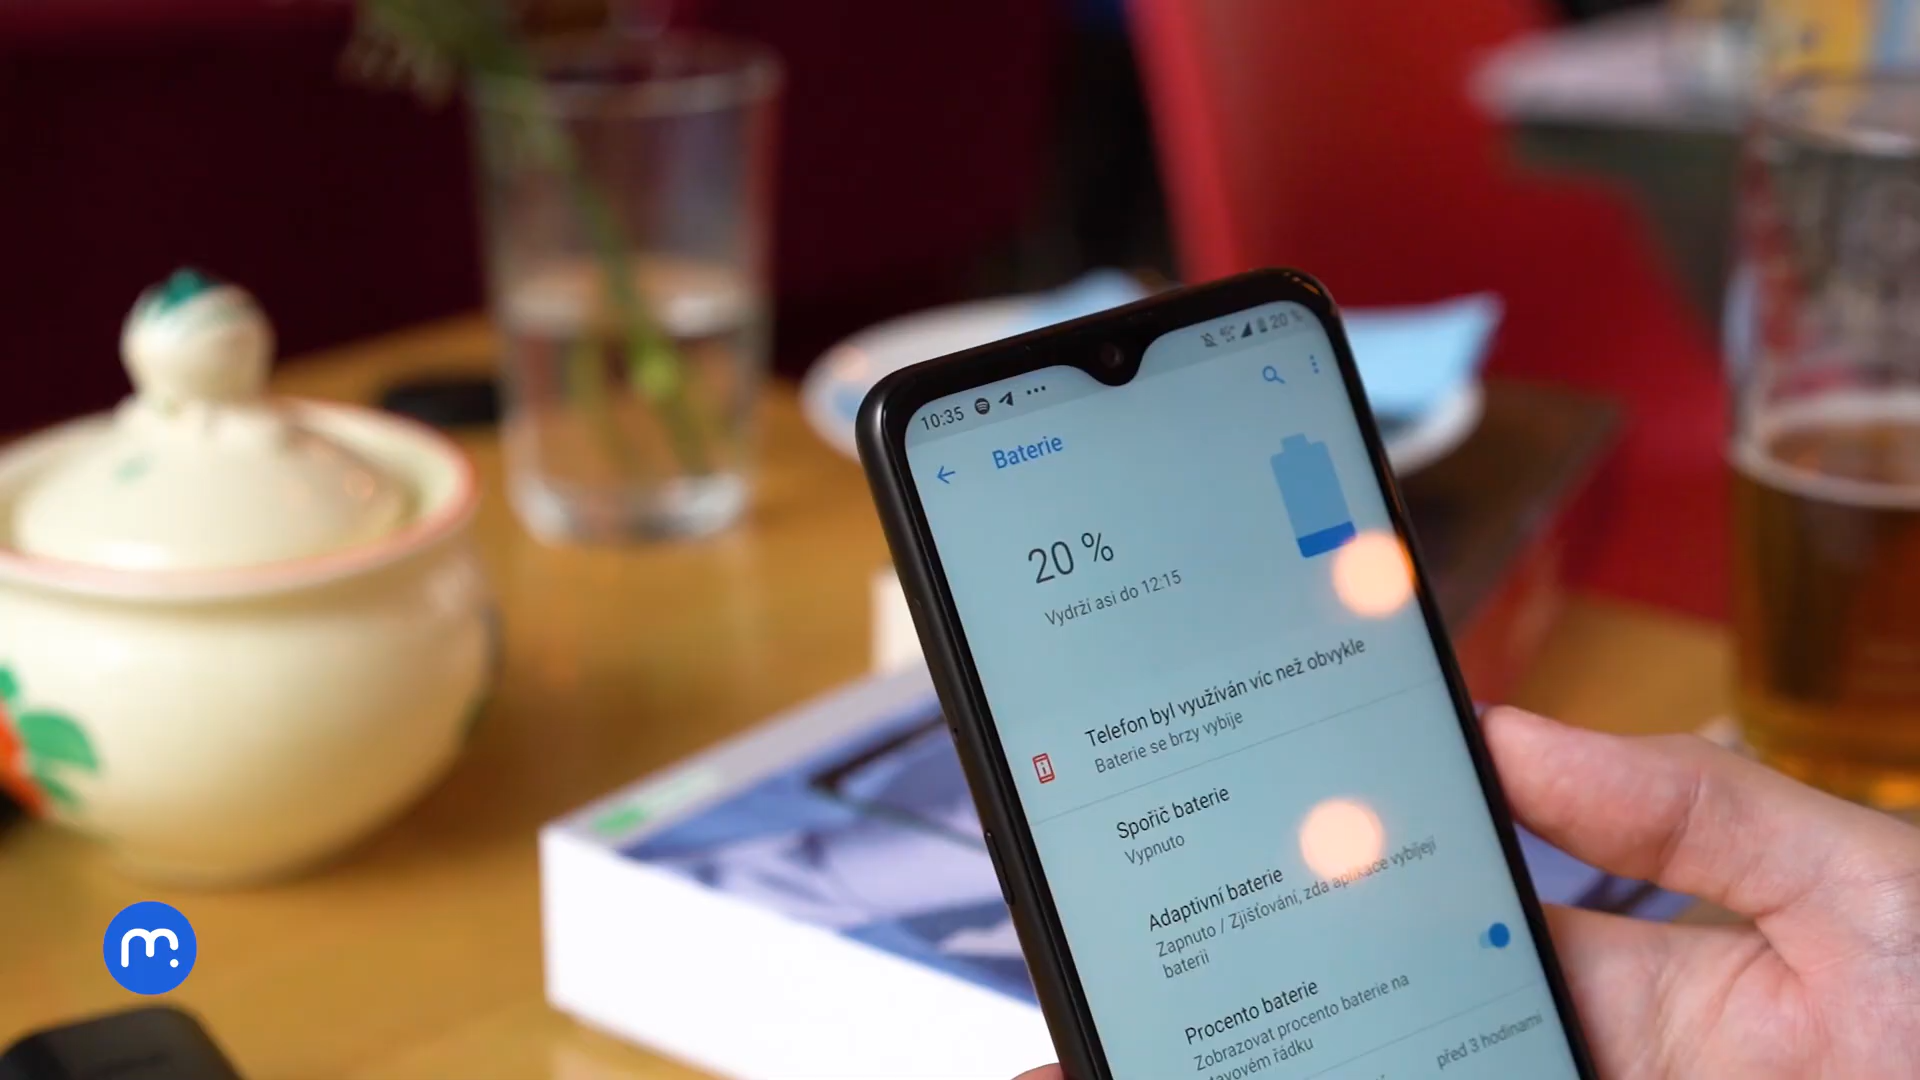 10:35
20 %
Baterie
20 %
Vydrží asi do 12:15
Telefon byl využíván víc než obvykle
Baterie se brzy vybije
Spořič baterie
Vypnuto
Adaptivní baterie
Zapnuto / Zjišťování, zda aplikace vybíjejí
baterii
Procento baterie
Zobrazovat procento baterie na
stavovém řádku
před 3 hodinami
m.